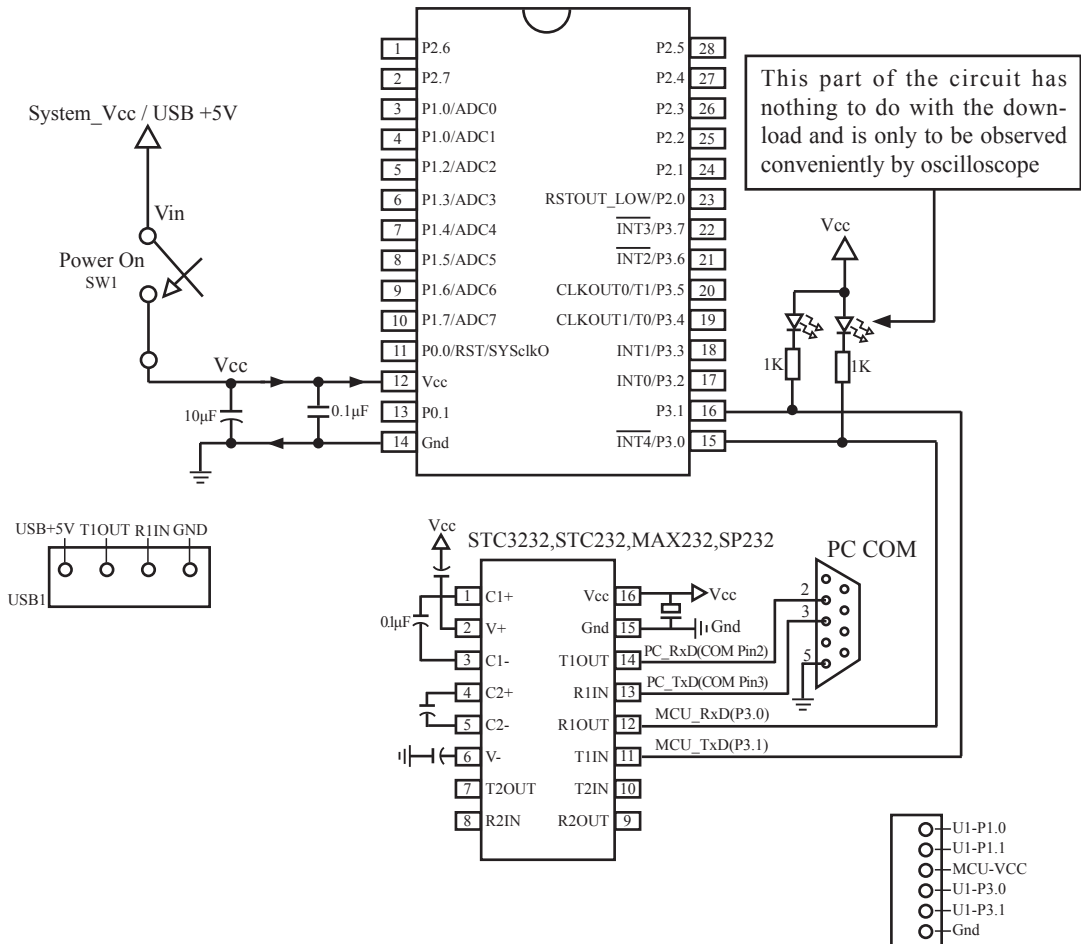 1 P2.6
2 P2.7
3 P1.0/ADC0
4 P1.0/ADC1
5 P1.2/ADC2
6 P1.3/ADC3
7 P1.4/ADC4
8 P1.5/ADC5
9 P1.6/ADC6
10 P1.7/ADC7
11 P0.0/RST/SYSclkO
12 Vcc
13 P0.1
14 Gnd
P2.5 28
P2.4 27
P2.3 26
P2.2 25
P2.1 24
RSTOUT_LOW/P2.0 23
INT3/P3.7 22
INT2/P3.6 21
CLKOUT0/T1/P3.5 20
CLKOUT1/T0/P3.4 19
INT1/P3.3 18
INT0/P3.2 17
P3.1 16
INT4/P3.0 15
This part of the circuit has
nothing to do with the down-
load and is only to be observed
conveniently by oscilloscope
System_Vcc / USB +5V
Vin
Power On
SW1
Vcc
10μF
0.1μF
Vcc
1K
1K
USB+5V T1OUT R1IN GND
USB1
Vcc
STC3232,STC232,MAX232,SP232
0.1μF
1 C1+
2 V+
3 C1-
4 C2+
5 C2-
6 V-
7 T2OUT
8 R2IN
Vcc 16
Gnd 15
T1OUT 14
R1IN 13
R1OUT 12
T1IN 11
T2IN 10
R2OUT 9
Vcc
Gnd
PC_RxD(COM Pin2)
PC_TxD(COM Pin3)
MCU_RxD(P3.0)
MCU_TxD(P3.1)
PC COM
2
3
5
U1-P1.0
U1-P1.1
MCU-VCC
U1-P3.0
U1-P3.1
Gnd